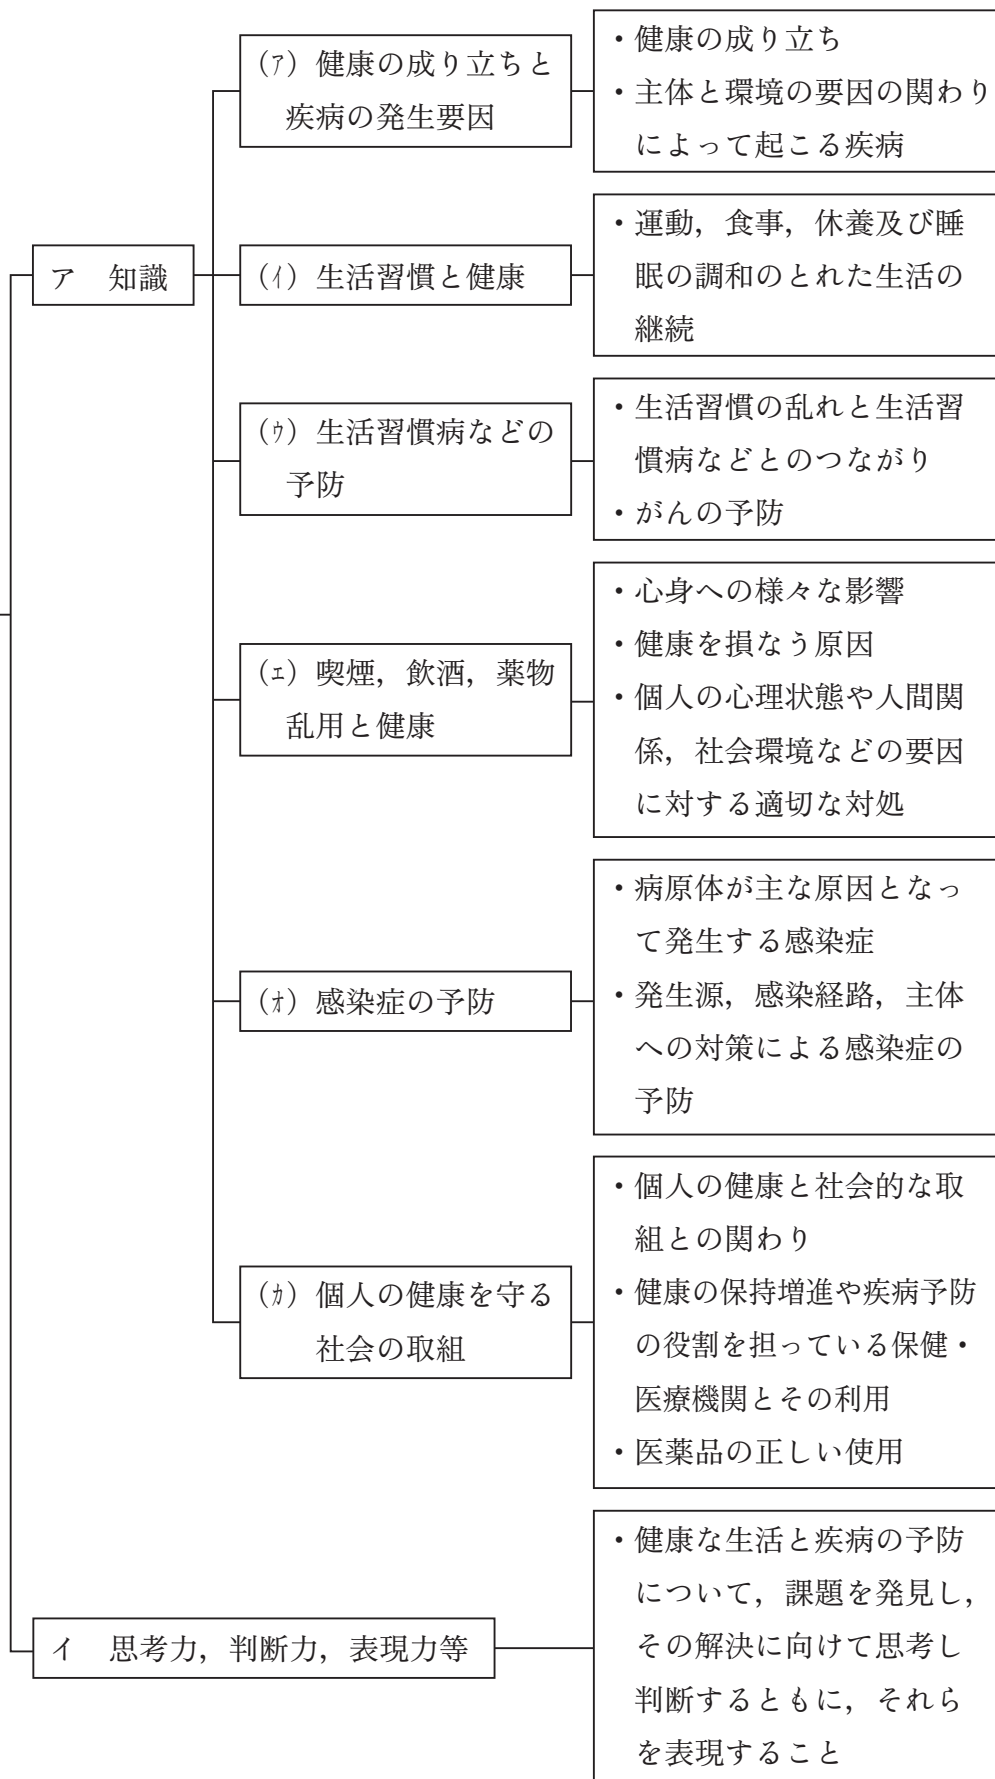 ア 知識
(ｱ) 健康の成り立ちと
疾病の発生要因
・健康の成り立ち
・主体と環境の要因の関わり
によって起こる疾病
(ｲ) 生活習慣と健康
・運動，食事，休養及び睡
眠の調和のとれた生活の
継続
(ｳ) 生活習慣病などの
予防
・生活習慣の乱れと生活習
慣病などとのつながり
・がんの予防
(ｴ) 喫煙，飲酒，薬物
乱用と健康
・心身への様々な影響
・健康を損なう原因
・個人の心理状態や人間関
係，社会環境などの要因
に対する適切な対処
(ｵ) 感染症の予防
・病原体が主な原因となっ
て発生する感染症
・発生源，感染経路，主体
への対策による感染症の
予防
(ｶ) 個人の健康を守る
社会の取組
・個人の健康と社会的な取
組との関わり
・健康の保持増進や疾病予防
の役割を担っている保健・
医療機関とその利用
・医薬品の正しい使用
イ 思考力，判断力，表現力等
・健康な生活と疾病の予防
について，課題を発見し，
その解決に向けて思考し
判断するともに，それら
を表現すること